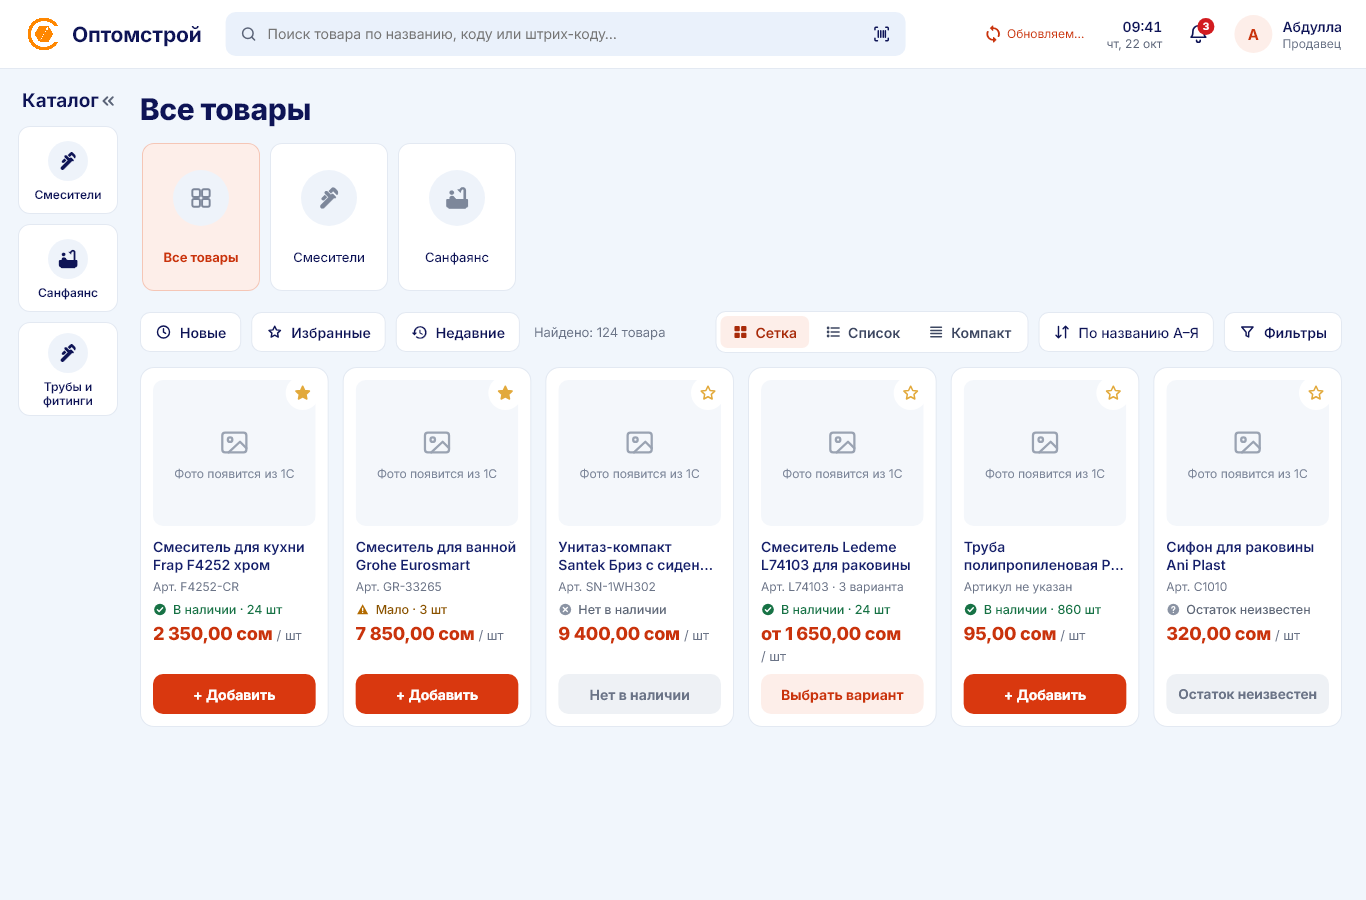 Оптомстрой
Поиск товара по названию, коду или штрих-коду...
Обновляем...
09:41
чт, 22 окт
3
А
Абдулла
Продавец
Каталог
Смесители
Санфаянс
Трубы и
фитинги
Все товары
Все товары
Смесители
Санфаянс
Новые
Избранные
Недавние
Найдено: 124 товара
Сетка
Список
Компакт
По названию А–Я
Фильтры
Фото появится из 1С
Смеситель для кухни
Frap F4252 хром
Арт. F4252-CR
В наличии · 24 шт
2 350,00 сом / шт
+ Добавить
Фото появится из 1С
Смеситель для ванной
Grohe Eurosmart
Арт. GR-33265
Мало · 3 шт
7 850,00 сом / шт
+ Добавить
Фото появится из 1С
Унитаз-компакт
Santek Бриз с сиден...
Арт. SN-1WH302
Нет в наличии
9 400,00 сом / шт
Нет в наличии
Фото появится из 1С
Смеситель Ledeme
L74103 для раковины
Арт. L74103 · 3 варианта
В наличии · 24 шт
от 1 650,00 сом
/ шт
Выбрать вариант
Фото появится из 1С
Труба
полипропиленовая P...
Артикул не указан
В наличии · 860 шт
95,00 сом / шт
+ Добавить
Фото появится из 1С
Сифон для раковины
Ani Plast
Арт. C1010
Остаток неизвестен
320,00 сом / шт
Остаток неизвестен